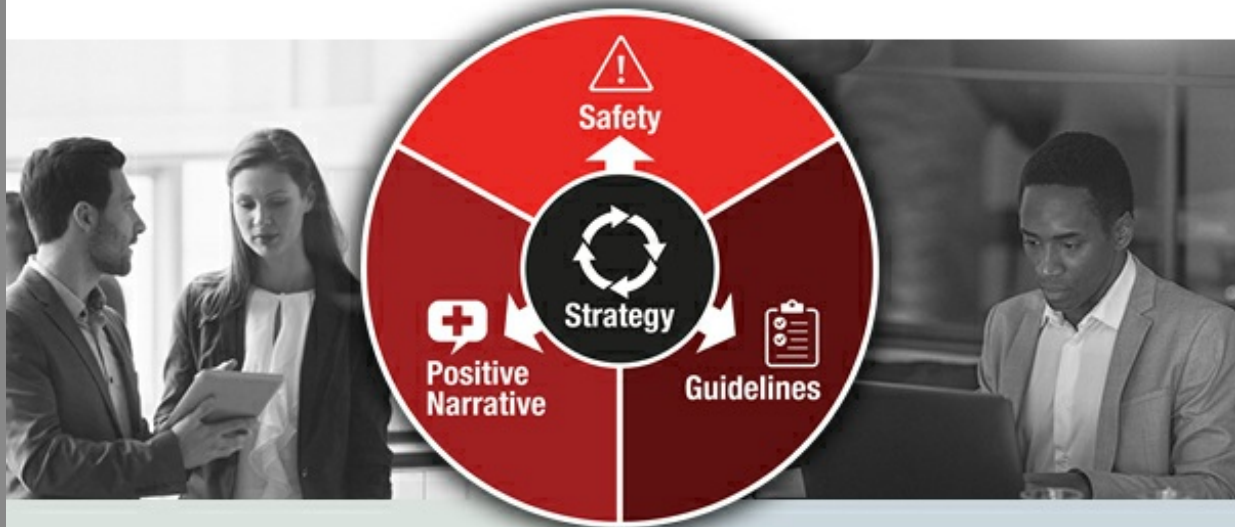 Safety
Strategy
Positive
Narrative
Guidelines